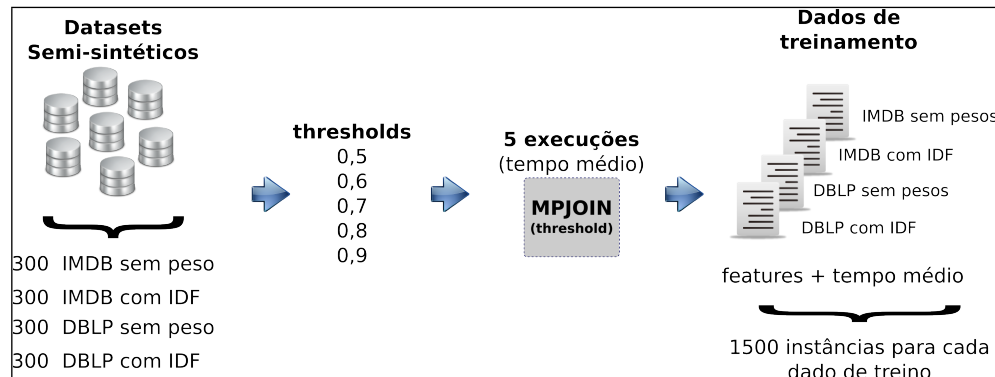 Datasets
Semi-sintéticos
300 IMDB sem peso
300 IMDB com IDF
300 DBLP sem peso
300 DBLP com IDF
thresholds
0,5
0,6
0,7
0,8
0,9
5 execuções
(tempo médio)
MPJOIN
(threshold)
Dados de
treinamento
IMDB sem pesos
IMDB com IDF
DBLP sem pesos
DBLP com IDF
features + tempo médio
1500 instâncias para cada
dado de treino